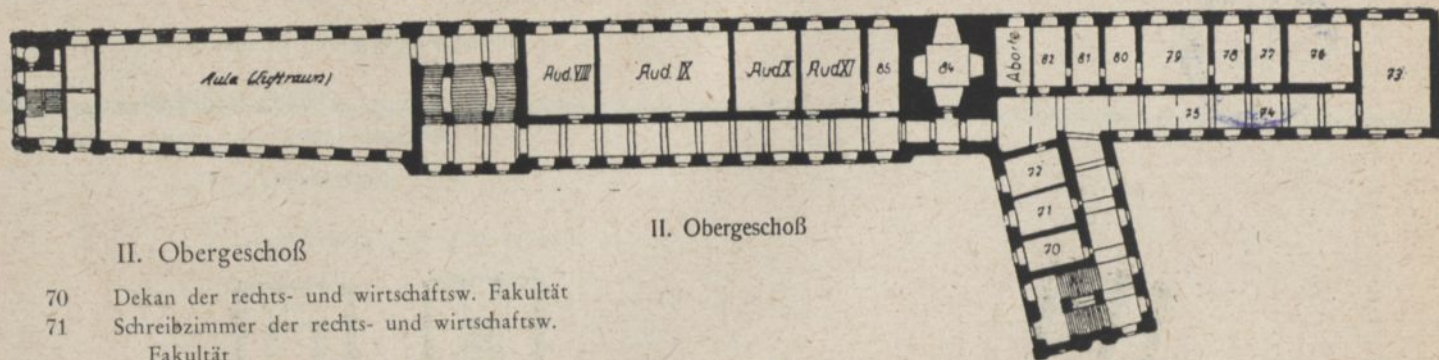 Aula (Luftraum)
Aud. VIII
Aud. IX
Aud X
Aud XI
85
84
Aborte
82
81
80
79
78
77
76
73
75
74
72
71
70
II. Obergeschoß
II. Obergeschoß
70 Dekan der rechts- und wirtschaftsw. Fakultät
71 Schreibzimmer der rechts- und wirtschaftsw.
Fakultät